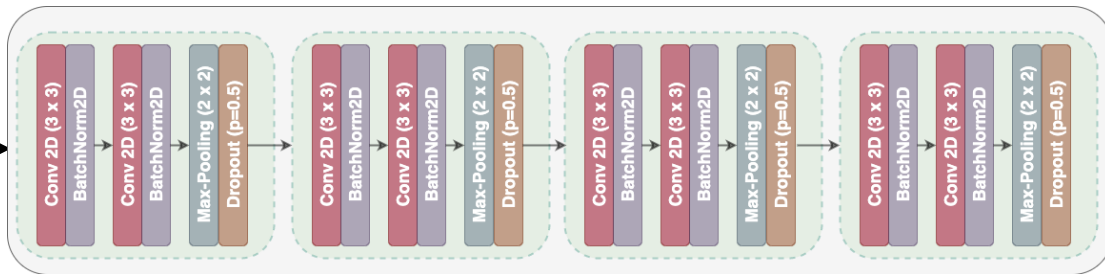 Conv 2D (3 x 3)
BatchNorm2D
Conv 2D (3 x 3)
BatchNorm2D
Max-Pooling (2 x 2)
Dropout (p=0.5)
Conv 2D (3 x 3)
BatchNorm2D
Conv 2D (3 x 3)
BatchNorm2D
Max-Pooling (2 x 2)
Dropout (p=0.5)
Conv 2D (3 x 3)
BatchNorm2D
Conv 2D (3 x 3)
BatchNorm2D
Max-Pooling (2 x 2)
Dropout (p=0.5)
Conv 2D (3 x 3)
BatchNorm2D
Conv 2D (3 x 3)
BatchNorm2D
Max-Pooling (2 x 2)
Dropout (p=0.5)